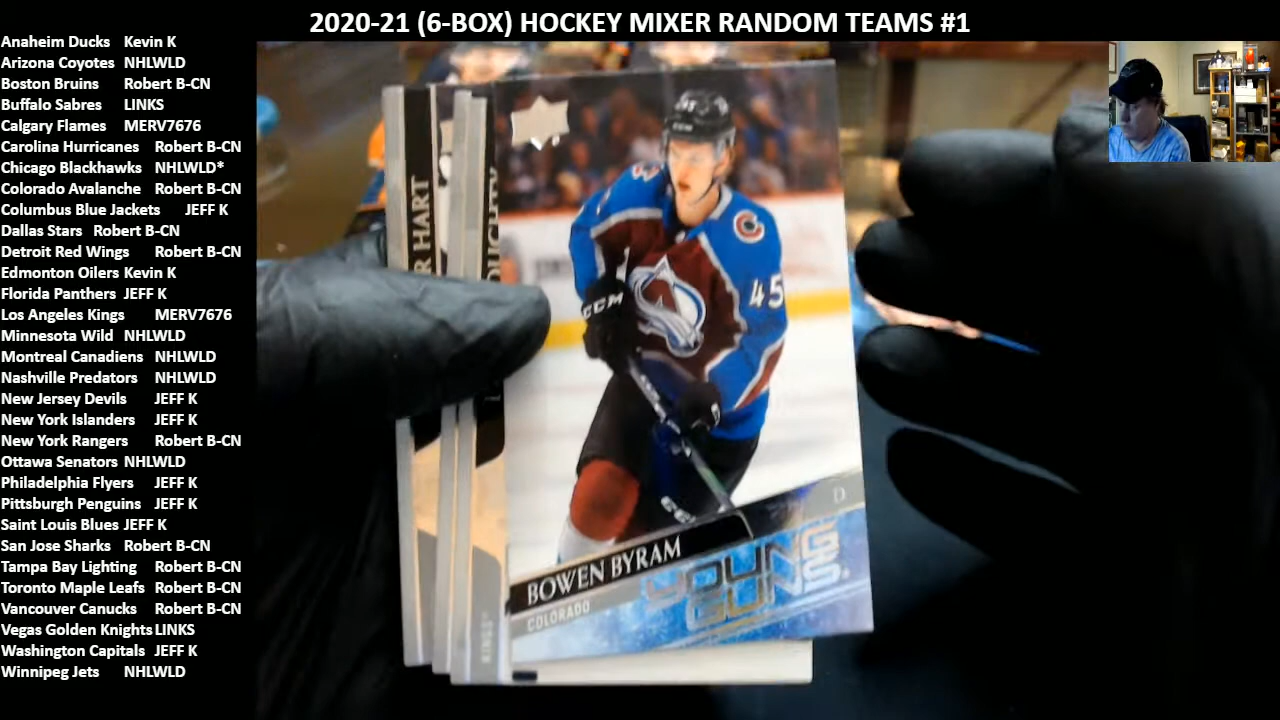 2020-21 (6-BOX) HOCKEY MIXER RANDOM TEAMS #1
Anaheim Ducks Kevin K
Arizona Coyotes NHLWLD
Boston Bruins Robert B-CN
Buffalo Sabres LINKS
Calgary Flames MERV7676
Carolina Hurricanes Robert B-CN
Chicago Blackhawks NHLWLD*
Colorado Avalanche Robert B-CN
Columbus Blue Jackets JEFF K
Dallas Stars Robert B-CN
Detroit Red Wings Robert B-CN
Edmonton Oilers Kevin K
Florida Panthers JEFF K
Los Angeles Kings MERV7676
Minnesota Wild NHLWLD
Montreal Canadiens NHLWLD
Nashville Predators NHLWLD
New Jersey Devils JEFF K
New York Islanders JEFF K
New York Rangers Robert B-CN
Ottawa Senators NHLWLD
Philadelphia Flyers JEFF K
Pittsburgh Penguins JEFF K
Saint Louis Blues JEFF K
San Jose Sharks Robert B-CN
Tampa Bay Lighting Robert B-CN
Toronto Maple Leafs Robert B-CN
Vancouver Canucks Robert B-CN
Vegas Golden Knights LINKS
Washington Capitals JEFF K
Winnipeg Jets NHLWLD
R HART
45
CCM
45
D
BOWEN BYRAM
COLORADO
YOUNG
GUNS
KINGS